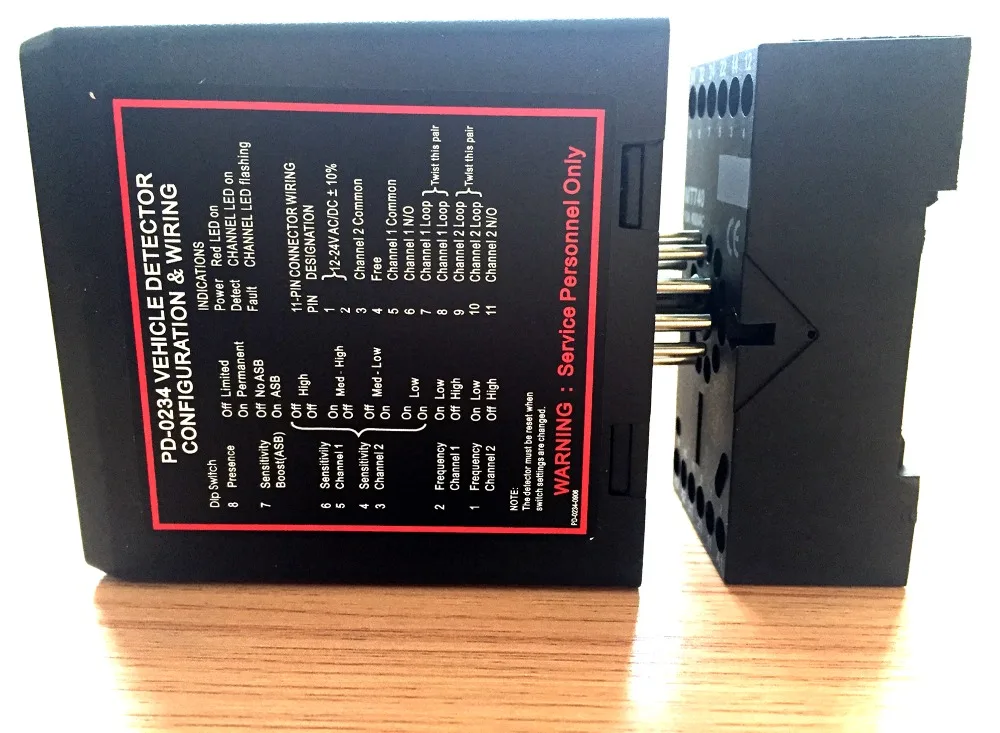 PD-0234 VEHICLE DETECTOR
CONFIGURATION & WIRING
Dip Switch
8 Presence Off Limited
On Permanent
7 Sensitivity Off No ASB
Boost(ASB) On ASB
6 Sensitivity Off High
5 Channel 1 Off
On Med - High
4 Sensitivity Off
3 Channel 2 Off Med - Low
On
On Low
On
2 Frequency On Low
Channel 1 Off High
1 Frequency On Low
Channel 2 Off High
NOTE:
The detector must be reset when
switch settings are changed.
INDICATIONS
Power Red LED on
Detect CHANNEL LED on
Fault CHANNEL LED flashing
11-PIN CONNECTOR WIRING
PIN DESIGNATION
1 12-24V AC/DC ± 10%
2
3 Channel 2 Common
4 Free
5 Channel 1 Common
6 Channel 1 N/O
7 Channel 1 Loop Twist this pair
8 Channel 1 Loop
9 Channel 2 Loop Twist this pair
10 Channel 2 Loop
11 Channel 2 N/O
WARNING : Service Personnel Only
PD-0234-0906
CE